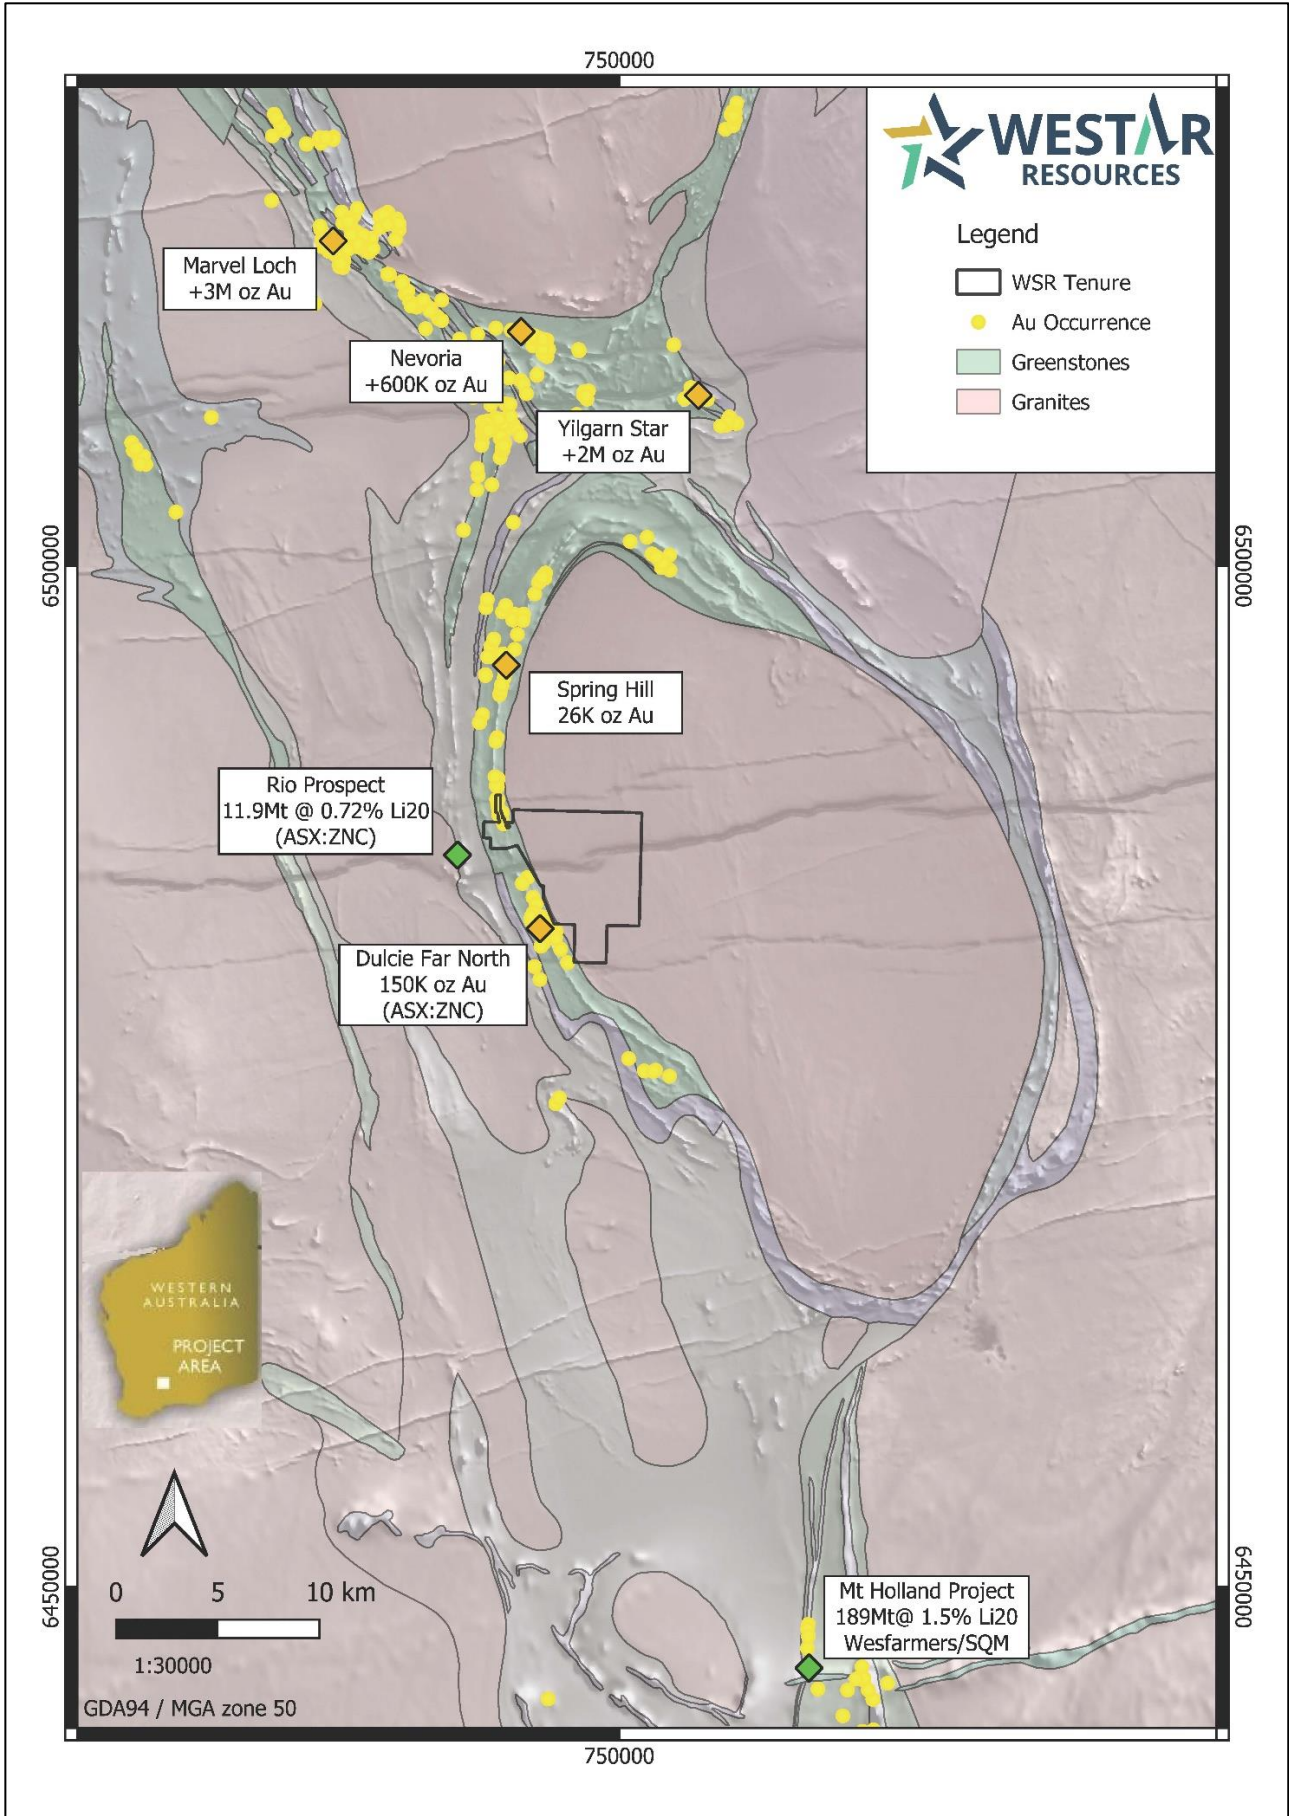 750000
WESTAR
RESOURCES
Legend
WSR Tenure
Au Occurrence
Greenstones
Granites
Marvel Loch
+3M oz Au
Nevoria
+600K oz Au
Yilgarn Star
+2M oz Au
6500000
6500000
Spring Hill
26K oz Au
Rio Prospect
11.9Mt @ 0.72% Li20
(ASX:ZNC)
Dulcie Far North
150K oz Au
(ASX:ZNC)
WESTERN
AUSTRALIA
PROJECT
AREA
6450000
6450000
0 5 10 km
1:30000
GDA94 / MGA zone 50
Mt Holland Project
189Mt@ 1.5% Li20
Wesfarmers/SQM
750000